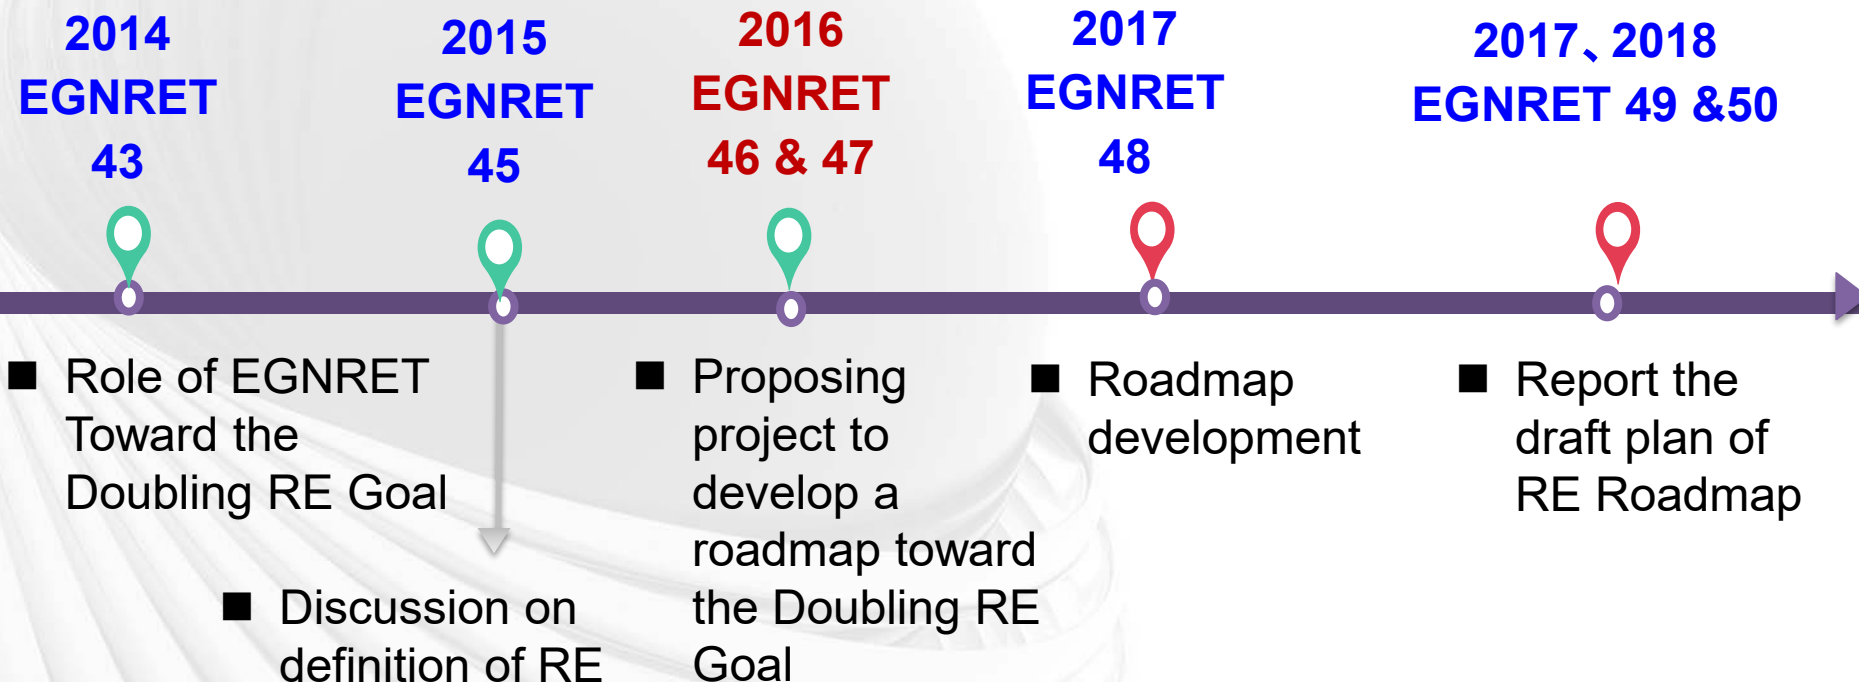 2014
EGNRET
43
2015
EGNRET
45
2016
EGNRET
46 & 47
2017
EGNRET
48
2017、2018
EGNRET 49 &50
■ Role of EGNRET
Toward the
Doubling RE Goal
■ Discussion on
definition of RE
■ Proposing
project to
develop a
roadmap toward
the Doubling RE
Goal
■ Roadmap
development
■ Report the
draft plan of
RE Roadmap